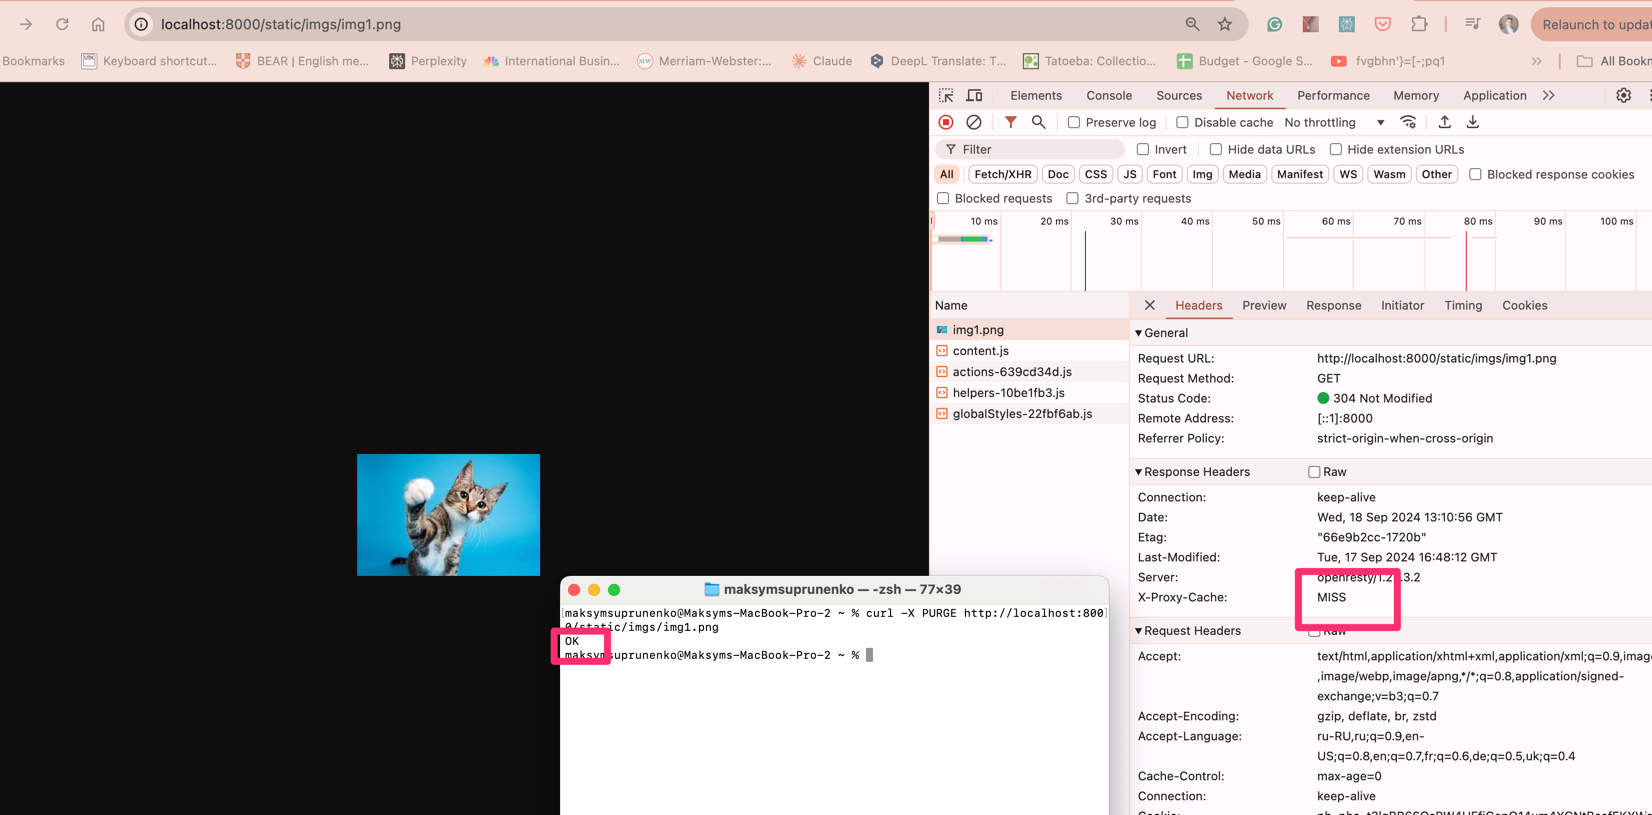 localhost:8000/static/imgs/img1.png
Relaunch to updat
Bookmarks
Keyboard shortcut...
BEAR | English me...
Perplexity
International Busin...
Merriam-Webster:...
Claude
DeepL Translate: T...
Tatoeba: Collectio...
Budget - Google S...
fvgbhn'}=[-;pq1
All Bookm
Elements Console Sources Network Performance Memory Application
Preserve log Disable cache No throttling
Filter Invert Hide data URLs Hide extension URLs
All Fetch/XHR Doc CSS JS Font Img Media Manifest WS Wasm Other Blocked response cookies
Blocked requests 3rd-party requests
10 ms 20 ms 30 ms 40 ms 50 ms 60 ms 70 ms 80 ms 90 ms 100 ms
Name
img1.png
content.js
actions-639cd34d.js
helpers-10be1fb3.js
globalStyles-22fbf6ab.js
Headers Preview Response Initiator Timing Cookies
General
Request URL: http://localhost:8000/static/imgs/img1.png
Request Method: GET
Status Code: 304 Not Modified
Remote Address: [::1]:8000
Referrer Policy: strict-origin-when-cross-origin
Response Headers Raw
Connection: keep-alive
Date: Wed, 18 Sep 2024 13:10:56 GMT
Etag: "66e9b2cc-1720b"
Last-Modified: Tue, 17 Sep 2024 16:48:12 GMT
Server:
X-Proxy-Cache: MISS
Request Headers Raw
Accept: text/html,application/xhtml+xml,application/xml;q=0.9,imag
,image/webp,image/apng,*/*;q=0.8,application/signed-
exchange;v=b3;q=0.7
Accept-Encoding: gzip, deflate, br, zstd
Accept-Language: ru-RU,ru;q=0.9,en-
US;q=0.8,en;q=0.7,fr;q=0.6,de;q=0.5,uk;q=0.4
Cache-Control: max-age=0
Connection: keep-alive
maksymsuprunenko — -zsh — 77×39
maksymsuprunenko@Maksyms-MacBook-Pro-2 ~ % curl -X PURGE http://localhost:800
0/static/imgs/img1.png
OK
maksymsuprunenko@Maksyms-MacBook-Pro-2 ~ %